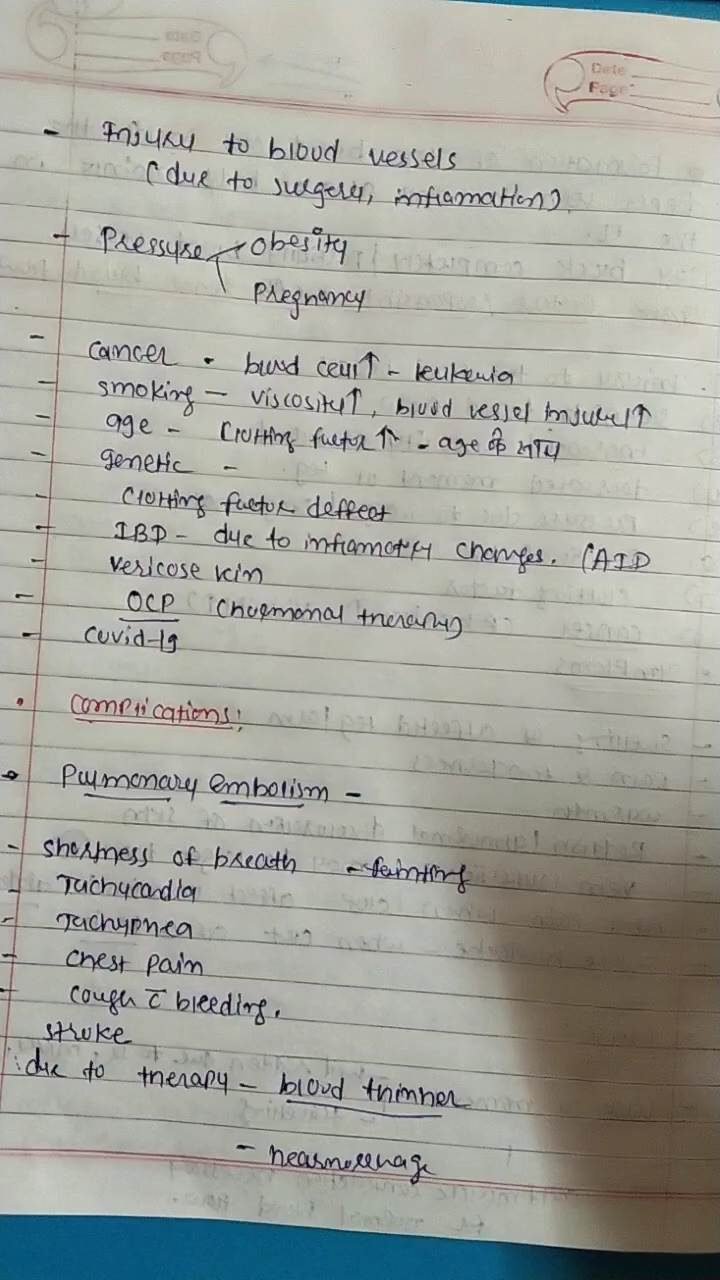 Date
Page
- Injury to blood vessels
(due to surgery, inflamation)
- Pressure - Obesity
Pregnancy
- cancer • blood cell↑ - leukemia
- smoking - viscosity↑, blood vessel injury↑
- age - clotting factor↑ - age के साथ
- genetic -
- clotting factor deffect
- IBD - due to inflamotory changes. (AID
- vericose vein
- OCP (hormonal therapy)
- covid-19
• complications:
• Pulmonary embolism -
- shortness of breath - fainting
- Tachycardia
- Tachypnea
- chest pain
- cough c̄ bleeding.
stroke
: due to therapy - blood thinner
- heamorrhage